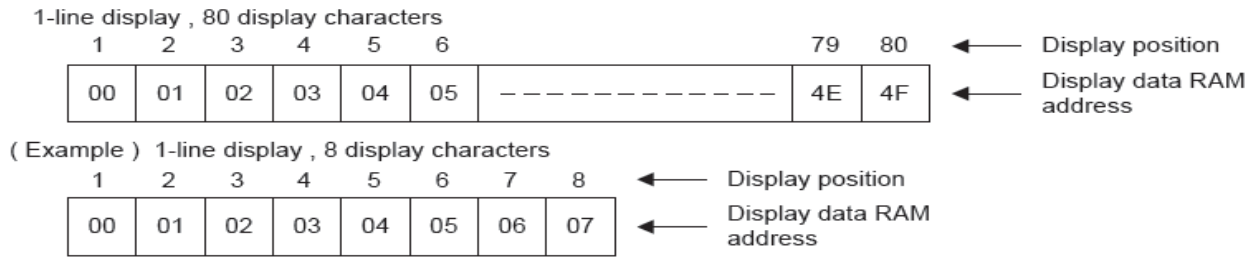 1-line display , 80 display characters
1 2 3 4 5 6 79 80 Display position
00 01 02 03 04 05 4E 4F Display data RAM
address
( Example ) 1-line display , 8 display characters
1 2 3 4 5 6 7 8 Display position
00 01 02 03 04 05 06 07 Display data RAM
address